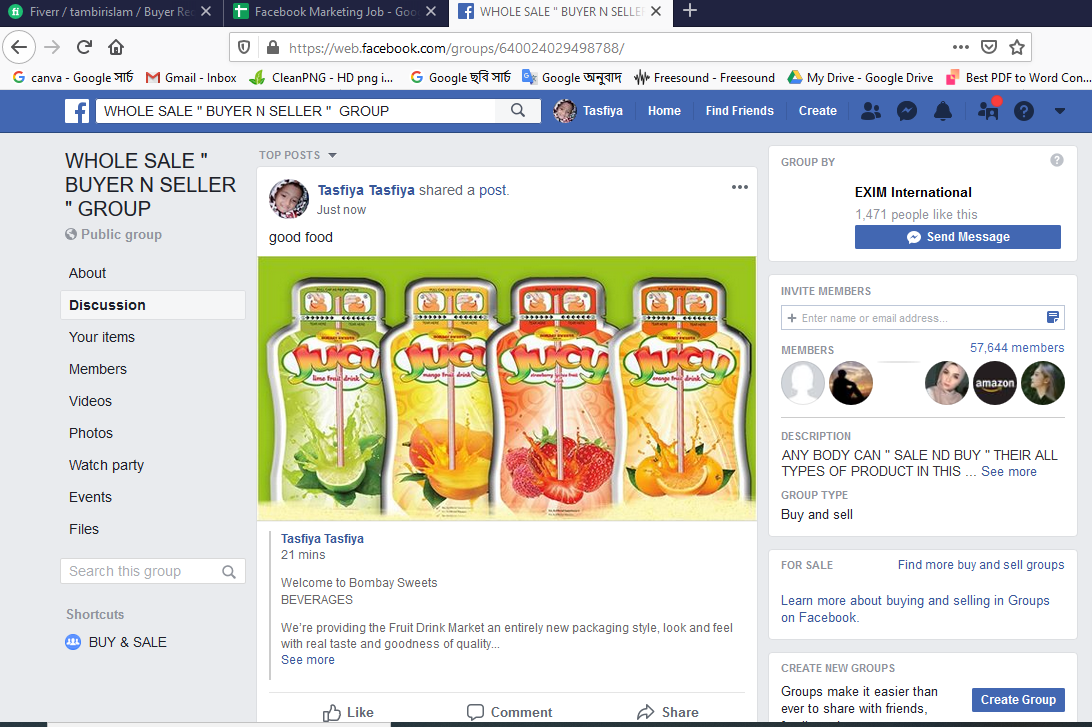 Fiverr / tambirislam / Buyer Rec
Facebook Marketing Job - Goo
WHOLE SALE " BUYER N SELLE
https://web.facebook.com/groups/640024029498788/
canva - Google সার্চ
Gmail - Inbox
CleanPNG - HD png i...
Google ছবি সার্চ
Google অনুবাদ
Freesound - Freesound
My Drive - Google Drive
Best PDF to Word Con...
WHOLE SALE " BUYER N SELLER " GROUP
Tasfiya
Home
Find Friends
Create
WHOLE SALE "
BUYER N SELLER
" GROUP
Public group
About
Discussion
Your items
Members
Videos
Photos
Watch party
Events
Files
Search this group
Shortcuts
BUY & SALE
TOP POSTS
Tasfiya Tasfiya shared a post.
Just now
good food
BOMBAY SWEETS
JUCY
lime fruit drink
JUCY
mango fruit drink
JUCY
JUCY
orange fruit drink
Tasfiya Tasfiya
21 mins
Welcome to Bombay Sweets
BEVERAGES
We're providing the Fruit Drink Market an entirely new packaging style, look and feel
with real taste and goodness of quality...
See more
Like
Comment
Share
GROUP BY
EXIM International
1,471 people like this
Send Message
INVITE MEMBERS
+ Enter name or email address...
MEMBERS
57,644 members
amazon
DESCRIPTION
ANY BODY CAN " SALE ND BUY " THEIR ALL
TYPES OF PRODUCT IN THIS ... See more
GROUP TYPE
Buy and sell
FOR SALE
Find more buy and sell groups
Learn more about buying and selling in Groups
on Facebook.
CREATE NEW GROUPS
Groups make it easier than
ever to share with friends,
Create Group